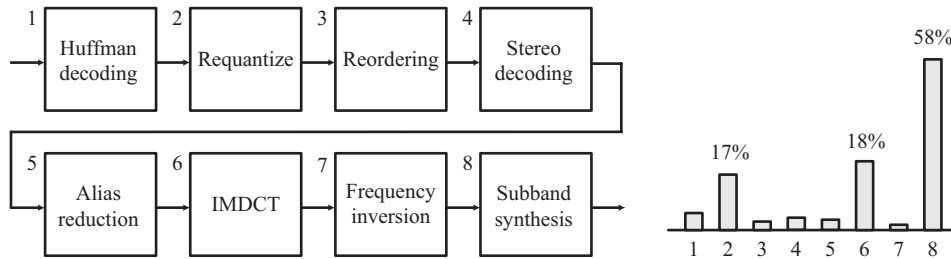 1
Huffman
decoding
2
Requantize
3
Reordering
4
Stereo
decoding
5
Alias
reduction
6
IMDCT
7
Frequency
inversion
8
Subband
synthesis
17%
18%
58%
1 2 3 4 5 6 7 8